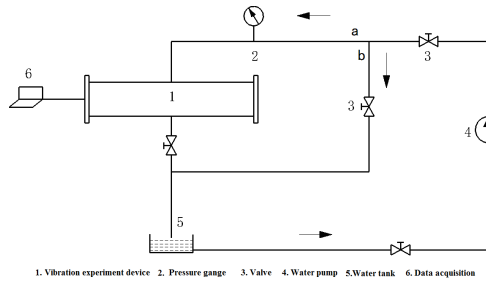 a
2
b
3
6
1
3
4
5
1. Vibration experiment device 2. Pressure gange 3. Valve 4. Water pump 5.Water tank 6. Data acquisition